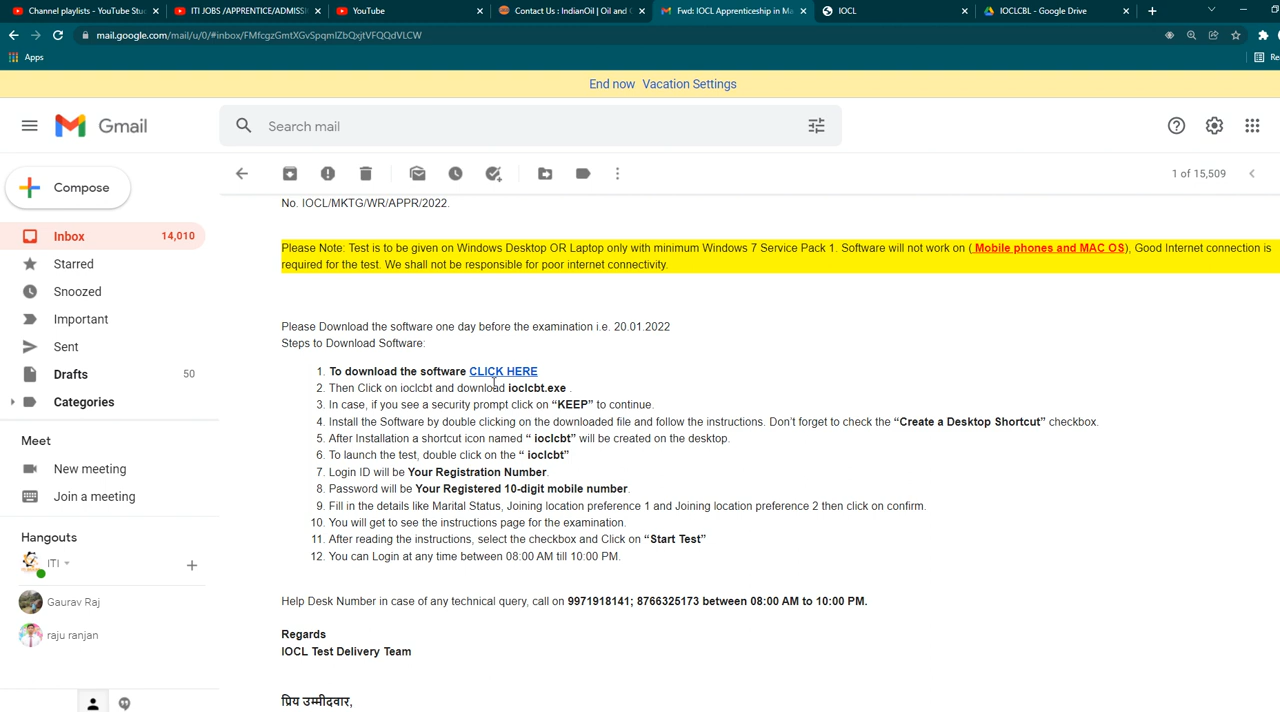 Channel playlists - YouTube Stu
ITI JOBS /APPRENTICE/ADMISSI
YouTube
Contact Us : IndianOil | Oil and G
Fwd: IOCL Apprenticeship in Ma
IOCL
IOCLCBL - Google Drive
mail.google.com/mail/u/0/#inbox/FMfcgzGmtXGvSpqmIZbQxjtVFQQdVLCW
Apps
Re
End now Vacation Settings
Gmail
Search mail
Compose
1 of 15,509
Inbox 14,010
Starred
Snoozed
Important
Sent
Drafts 50
Categories
Meet
New meeting
Join a meeting
Hangouts
ITI
Gaurav Raj
raju ranjan
No. IOCL/MKTG/WR/APPR/2022.
Please Note: Test is to be given on Windows Desktop OR Laptop only with minimum Windows 7 Service Pack 1. Software will not work on ( Mobile phones and MAC OS), Good Internet connection is
required for the test. We shall not be responsible for poor internet connectivity.
Please Download the software one day before the examination i.e. 20.01.2022
Steps to Download Software:
1. To download the software CLICK HERE
2. Then Click on ioclcbt and download ioclcbt.exe .
3. In case, if you see a security prompt click on “KEEP” to continue.
4. Install the Software by double clicking on the downloaded file and follow the instructions. Don’t forget to check the “Create a Desktop Shortcut” checkbox.
5. After Installation a shortcut icon named “ ioclcbt” will be created on the desktop.
6. To launch the test, double click on the “ ioclcbt”
7. Login ID will be Your Registration Number.
8. Password will be Your Registered 10-digit mobile number.
9. Fill in the details like Marital Status, Joining location preference 1 and Joining location preference 2 then click on confirm.
10. You will get to see the instructions page for the examination.
11. After reading the instructions, select the checkbox and Click on “Start Test”
12. You can Login at any time between 08:00 AM till 10:00 PM.
Help Desk Number in case of any technical query, call on 9971918141; 8766325173 between 08:00 AM to 10:00 PM.
Regards
IOCL Test Delivery Team
प्रिय उम्मीदवार,